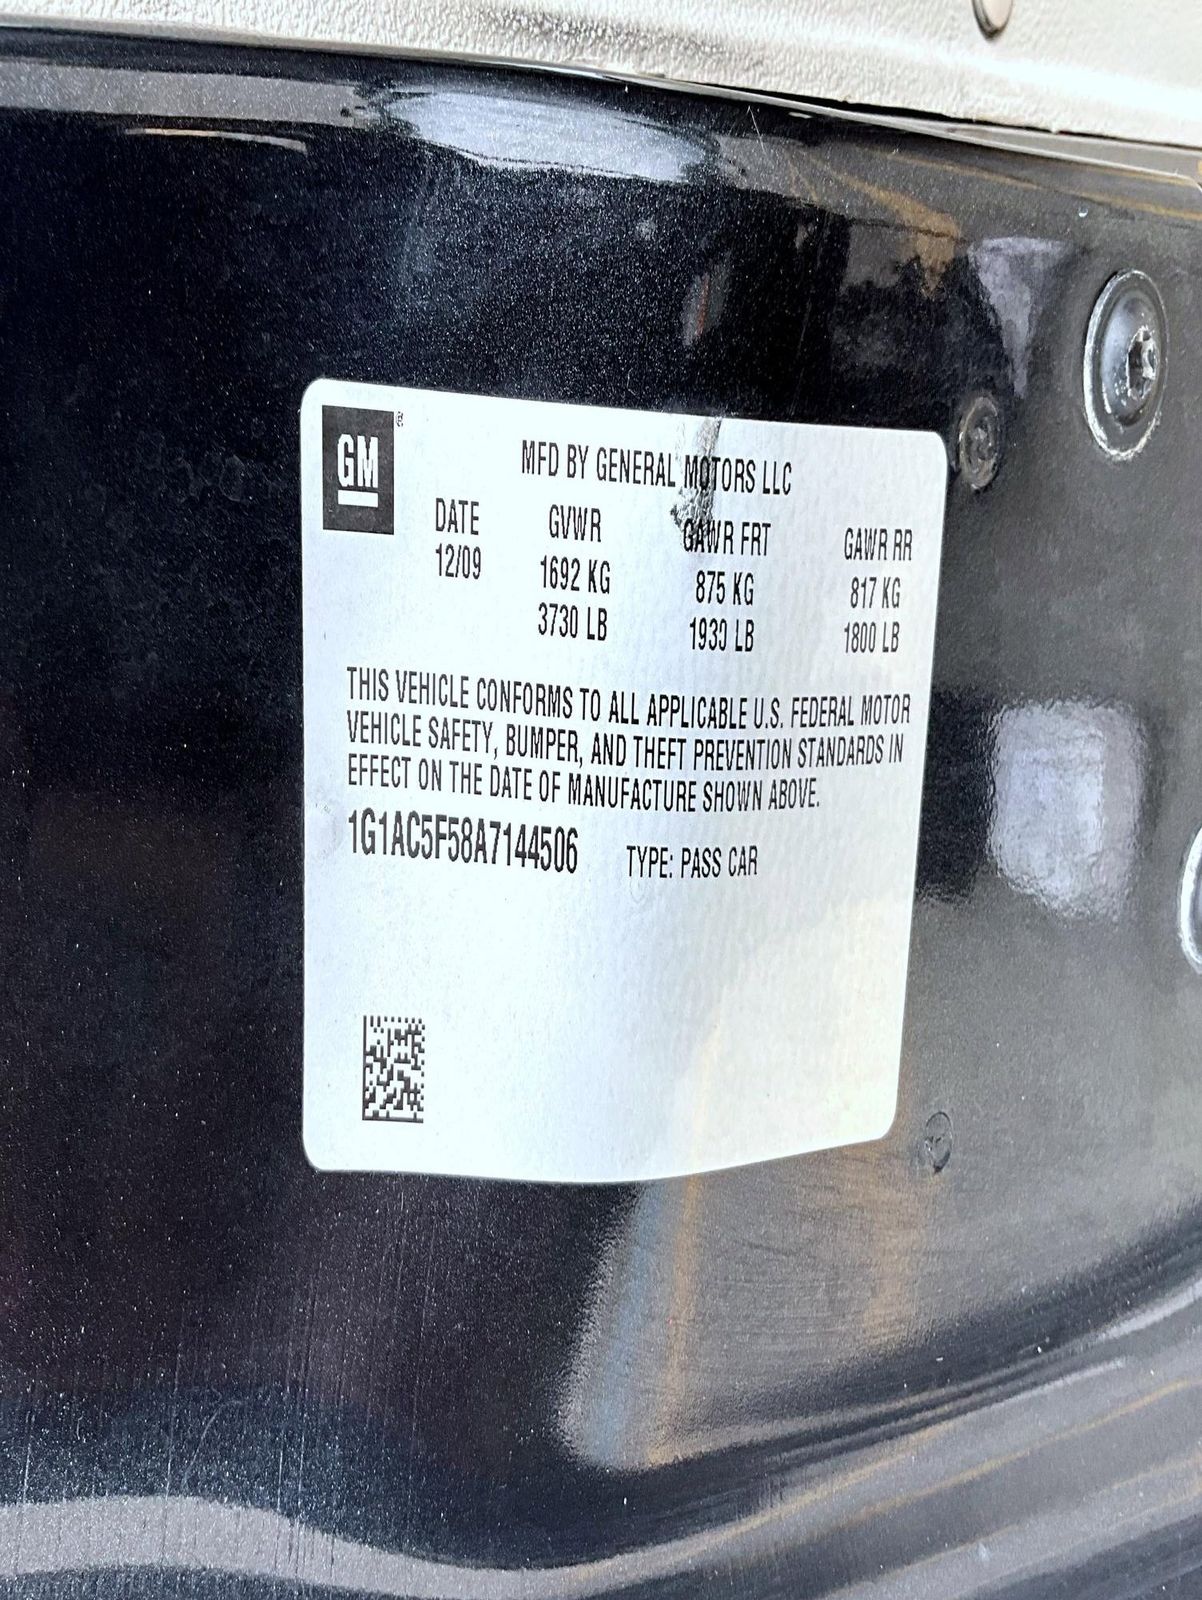 GM ®
MFD BY GENERAL MOTORS LLC
DATE GVWR GAWR FRT GAWR RR
12/09 1692 KG 875 KG 817 KG
3730 LB 1930 LB 1800 LB
THIS VEHICLE CONFORMS TO ALL APPLICABLE U.S. FEDERAL MOTOR
VEHICLE SAFETY, BUMPER, AND THEFT PREVENTION STANDARDS IN
EFFECT ON THE DATE OF MANUFACTURE SHOWN ABOVE.
1G1AC5F58A7144506 TYPE: PASS CAR